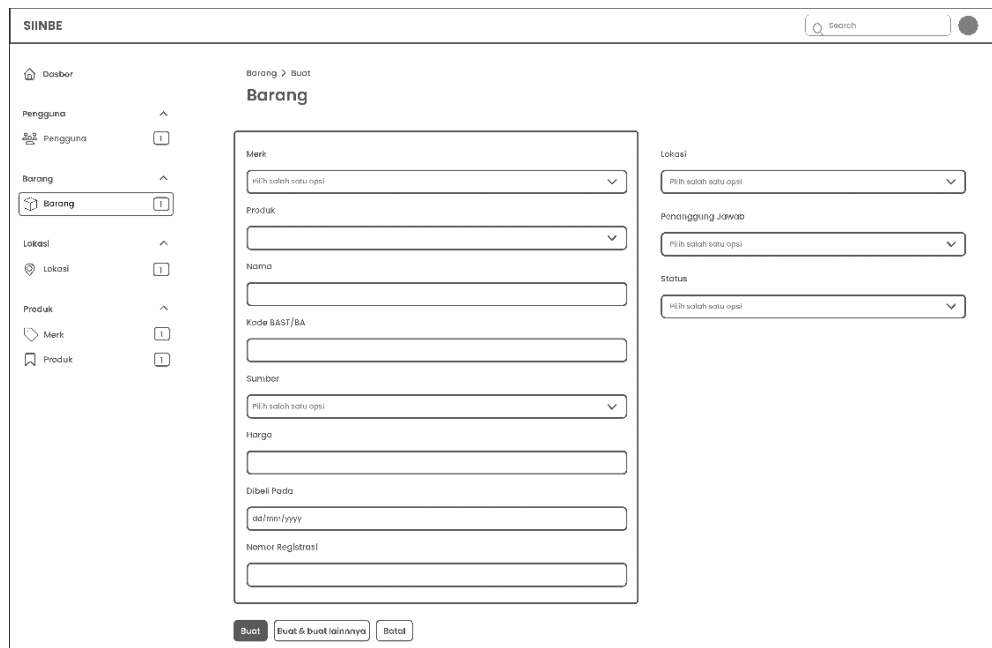 SIINBE
Search
Dasbor
Pengguna
Pengguna 1
Barang
Barang 1
Lokasi
Lokasi 1
Produk
Merk 1
Produk 1
Barang > Buat
Barang
Merk
Pilih salah satu opsi
Produk
Nama
Kode BAST/BA
Sumber
Pilih salah satu opsi
Harga
Dibeli Pada
dd/mm/yyyy
Nomor Registrasi
Lokasi
Pilih salah satu opsi
Penanggung Jawab
Pilih salah satu opsi
Status
Pilih salah satu opsi
Buat
Buat & buat lainnnya
Batal